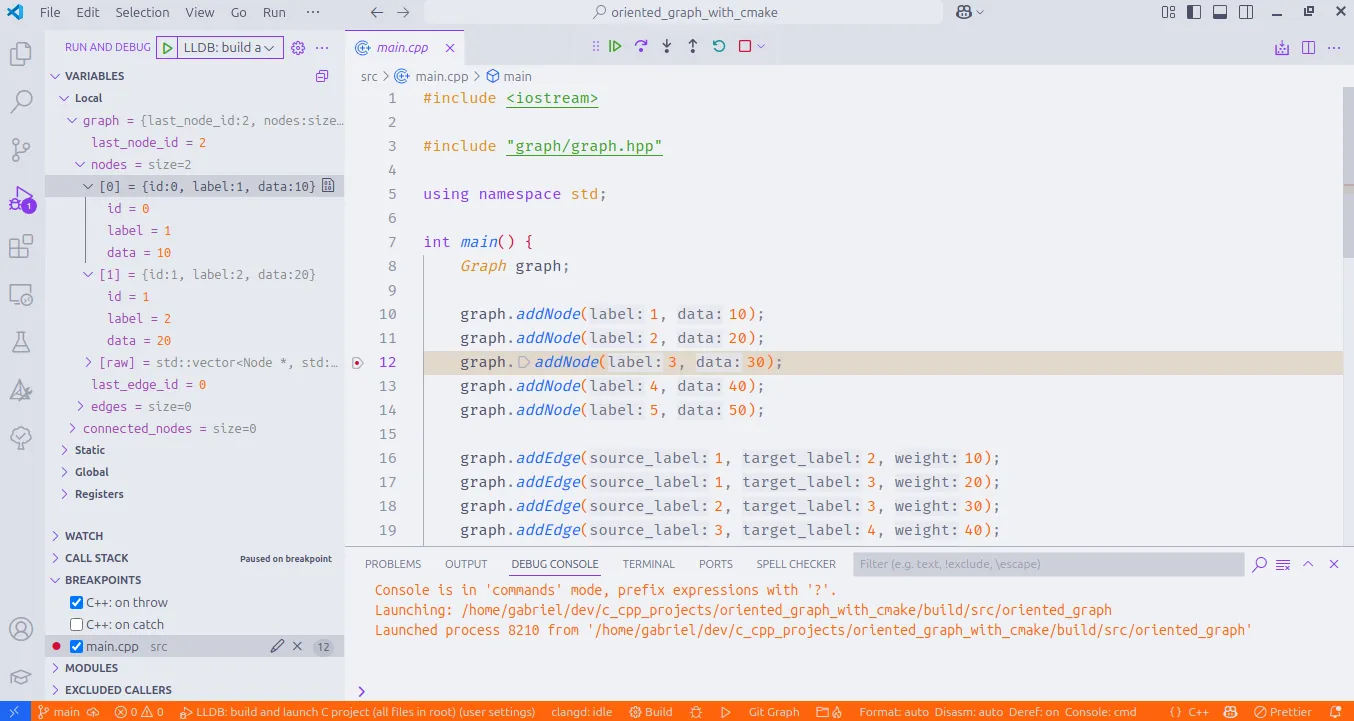 File Edit Selection View Go Run ··· oriented_graph_with_cmake
RUN AND DEBUG LLDB: build a
VARIABLES
Local
graph = {last_node_id:2, nodes:size…
last_node_id = 2
nodes = size=2
[0] = {id:0, label:1, data:10}
id = 0
label = 1
data = 10
[1] = {id:1, label:2, data:20}
id = 1
label = 2
data = 20
[raw] = std::vector<Node *, std:…
last_edge_id = 0
edges = size=0
connected_nodes = size=0
Static
Global
Registers
WATCH
CALL STACK Paused on breakpoint
BREAKPOINTS
C++: on throw
C++: on catch
main.cpp src 12
MODULES
EXCLUDED CALLERS
1
main.cpp
src > main.cpp > main
1 #include <iostream>
2
3 #include "graph/graph.hpp"
4
5 using namespace std;
6
7 int main() {
8 Graph graph;
9
10 graph.addNode(label: 1, data: 10);
11 graph.addNode(label: 2, data: 20);
12 graph.addNode(label: 3, data: 30);
13 graph.addNode(label: 4, data: 40);
14 graph.addNode(label: 5, data: 50);
15
16 graph.addEdge(source_label: 1, target_label: 2, weight: 10);
17 graph.addEdge(source_label: 1, target_label: 3, weight: 20);
18 graph.addEdge(source_label: 2, target_label: 3, weight: 30);
19 graph.addEdge(source_label: 3, target_label: 4, weight: 40);
PROBLEMS OUTPUT DEBUG CONSOLE TERMINAL PORTS SPELL CHECKER Filter (e.g. text, !exclude, \escape)
Console is in 'commands' mode, prefix expressions with '?'.
Launching: /home/gabriel/dev/c_cpp_projects/oriented_graph_with_cmake/build/src/oriented_graph
Launched process 8210 from '/home/gabriel/dev/c_cpp_projects/oriented_graph_with_cmake/build/src/oriented_graph'
>
main 0 0 LLDB: build and launch C project (all files in root) (user settings) clangd: idle Build Git Graph Format: auto Disasm: auto Deref: on Console: cmd {} C++ Prettier